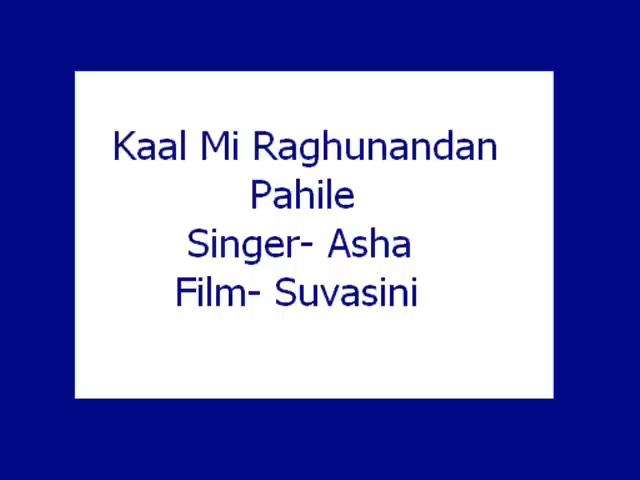 Kaal Mi Raghunandan
Pahile
Singer- Asha
Film- Suvasini